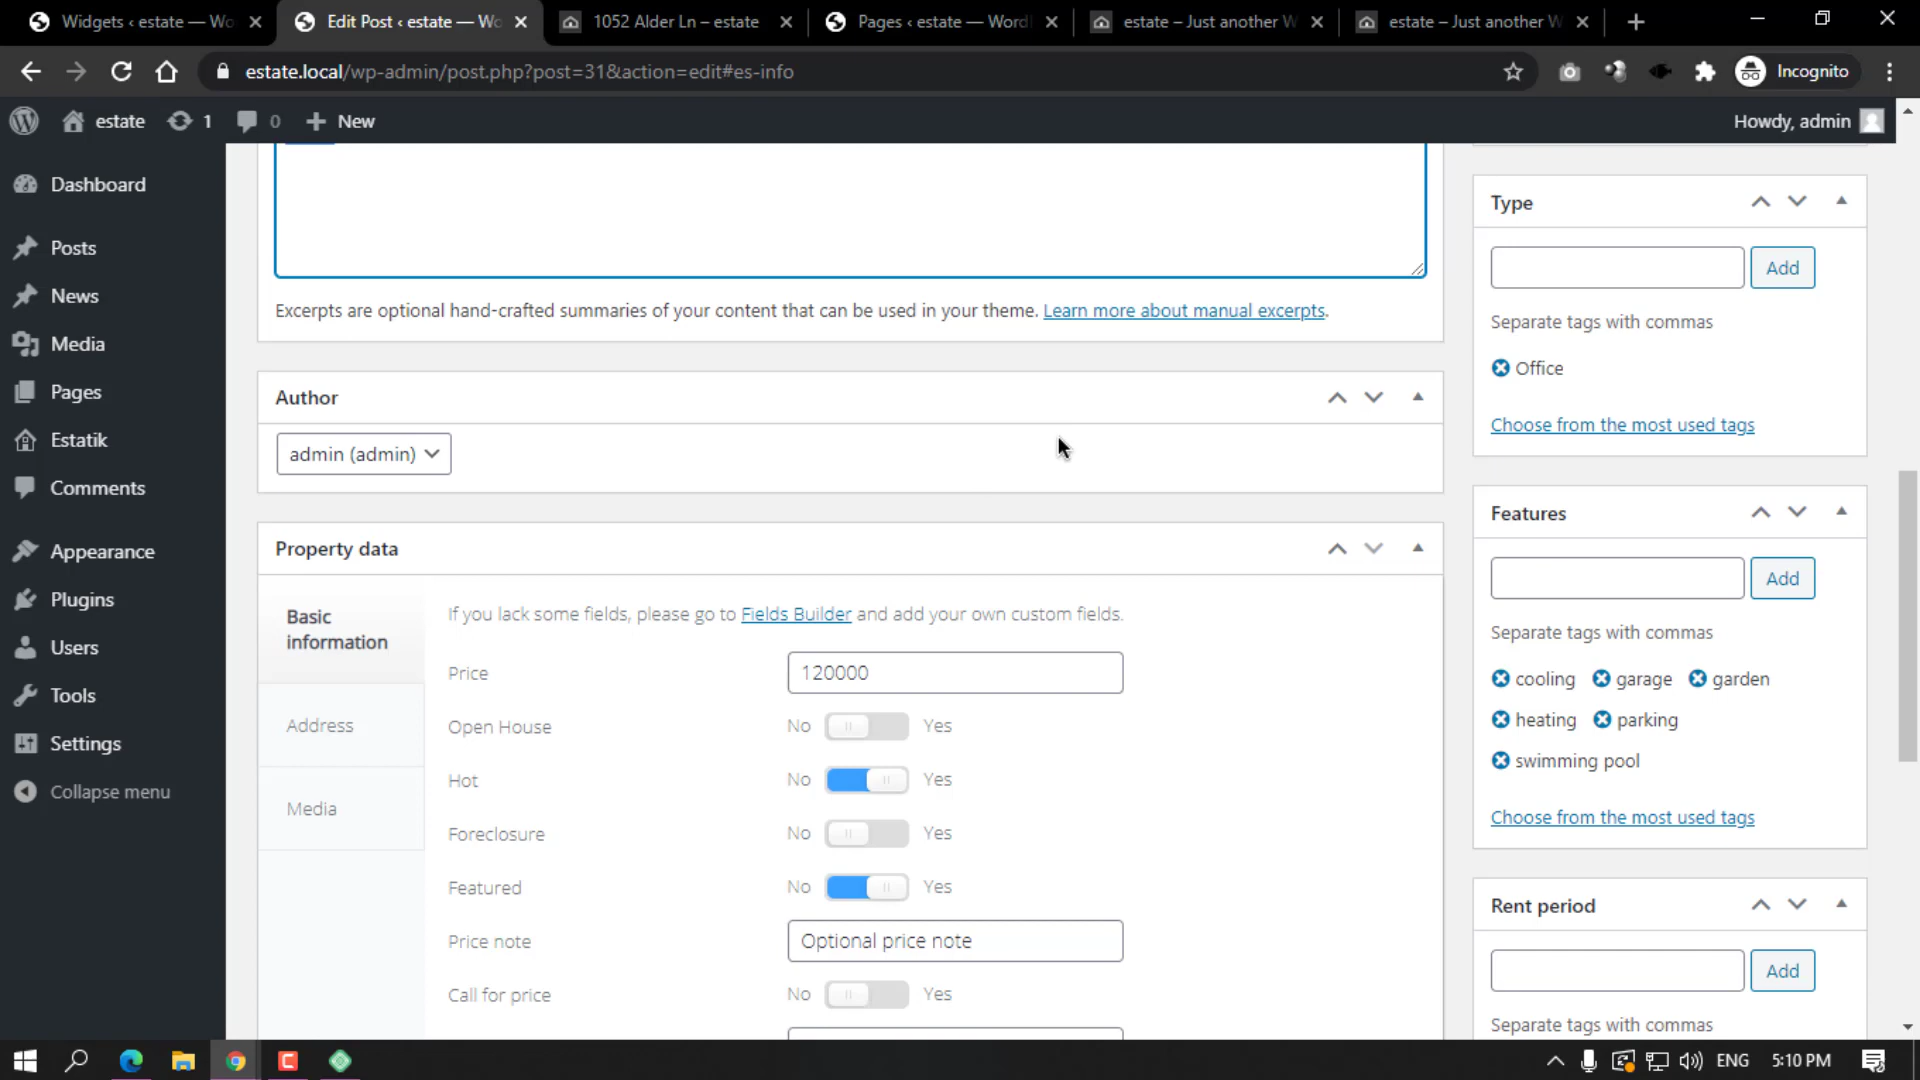 Widgets ‹ estate — Wo
Edit Post ‹ estate — Wo
1052 Alder Ln – estate
Pages ‹ estate — Word
estate – Just another W
estate – Just another W
estate.local/wp-admin/post.php?post=31&action=edit#es-info
Incognito
estate
1
0
New
Howdy, admin
Dashboard
Posts
News
Media
Pages
Estatik
Comments
Appearance
Plugins
Users
Tools
Settings
Collapse menu
Excerpts are optional hand-crafted summaries of your content that can be used in your theme. Learn more about manual excerpts.
Author
admin (admin)
Property data
Basic information
Address
Media
If you lack some fields, please go to Fields Builder and add your own custom fields.
Price
120000
Open House
No
Yes
Hot
No
Yes
Foreclosure
No
Yes
Featured
No
Yes
Price note
Optional price note
Call for price
No
Yes
Type
Add
Separate tags with commas
Office
Choose from the most used tags
Features
Add
Separate tags with commas
cooling
garage
garden
heating
parking
swimming pool
Choose from the most used tags
Rent period
Add
Separate tags with commas
ENG
5:10 PM